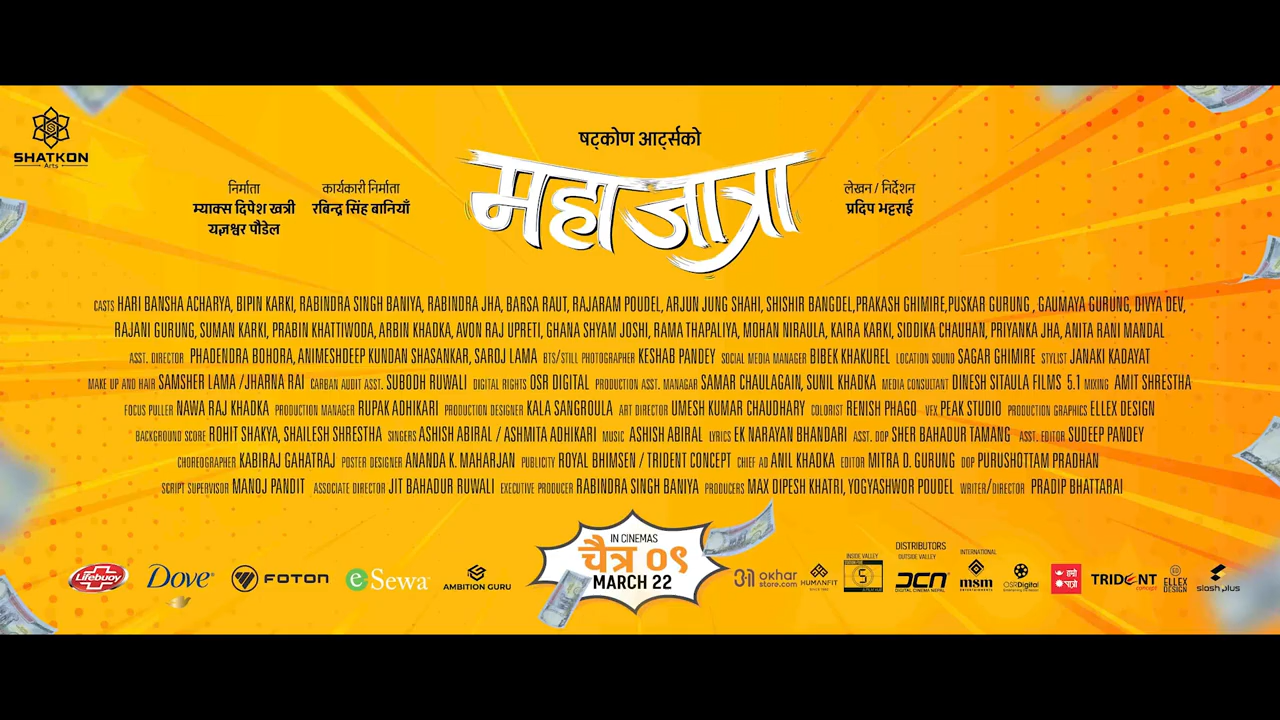 SHATKON
Arts
षट्कोण आर्ट्सको
महाजात्रा
निर्माता
म्याक्स दिपेश खत्री
यज्ञश्वर पौडेल
कार्यकारी निर्माता
रबिन्द्र सिंह बानियाँ
लेखन / निर्देशन
प्रदिप भट्टराई
CASTS HARI BANSHA ACHARYA, BIPIN KARKI, RABINDRA SINGH BANIYA, RABINDRA JHA, BARSA RAUT, RAJARAM POUDEL, ARJUN JUNG SHAHI, SHISHIR BANGDEL,PRAKASH GHIMIRE,PUSKAR GURUNG , GAUMAYA GURUNG, DIVYA DEV,
RAJANI GURUNG, SUMAN KARKI, PRABIN KHATTIWODA, ARBIN KHADKA, AVON RAJ UPRETI, GHANA SHYAM JOSHI, RAMA THAPALIYA, MOHAN NIRAULA, KAIRA KARKI, SIDDIKA CHAUHAN, PRIYANKA JHA, ANITA RANI MANDAL
ASST. DIRECTOR PHADENDRA BOHORA, ANIMESHDEEP KUNDAN SHASANKAR, SAROJ LAMA BTS/STILL PHOTOGRAPHER KESHAB PANDEY SOCIAL MEDIA MANAGER BIBEK KHAKUREL LOCATION SOUND SAGAR GHIMIRE STYLIST JANAKI KADAYAT
MAKE UP AND HAIR SAMSHER LAMA /JHARNA RAI CARBAN AUDIT ASST. SUBODH RUWALI DIGITAL RIGHTS OSR DIGITAL PRODUCTION ASST. MANAGAR SAMAR CHAULAGAIN, SUNIL KHADKA MEDIA CONSULTANT DINESH SITAULA FILMS 5.1 MIXING AMIT SHRESTHA
FOCUS PULLER NAWA RAJ KHADKA PRODUCTION MANAGER RUPAK ADHIKARI PRODUCTION DESIGNER KALA SANGROULA ART DIRECTOR UMESH KUMAR CHAUDHARY COLORIST RENISH PHAGO VFX PEAK STUDIO PRODUCTION GRAPHICS ELLEX DESIGN
BACKGROUND SCORE ROHIT SHAKYA, SHAILESH SHRESTHA SINGERS ASHISH ABIRAL / ASHMITA ADHIKARI MUSIC ASHISH ABIRAL LYRICS EK NARAYAN BHANDARI ASST. DOP SHER BAHADUR TAMANG ASST. EDITOR SUDEEP PANDEY
CHOREOGRAPHER KABIRAJ GAHATRAJ POSTER DESIGNER ANANDA K. MAHARJAN PUBLICITY ROYAL BHIMSEN / TRIDENT CONCEPT CHIEF AD ANIL KHADKA EDITOR MITRA D. GURUNG DOP PURUSHOTTAM PRADHAN
SCRIPT SUPERVISOR MANOJ PANDIT ASSOCIATE DIRECTOR JIT BAHADUR RUWALI EXECUTIVE PRODUCER RABINDRA SINGH BANIYA PRODUCERS MAX DIPESH KHATRI, YOGYASHWOR POUDEL WRITER/DIRECTOR PRADIP BHATTARAI
IN CINEMAS
चैत्र ०९
MARCH 22
Lifebuoy
Dove
FOTON
eSewa
AMBITION GURU
okhar
store.com
HUMANFIT
INSIDE VALLEY
DISTRIBUTORS
OUTSIDE VALLEY
DCN
DIGITAL CINEMA NEPAL
INTERNATIONAL
msm
ENTERTAINMENTS
OSRDigital
हाम्रो
पात्रो
TRIDENT
concept
ELLEX
DESIGN
slash plus